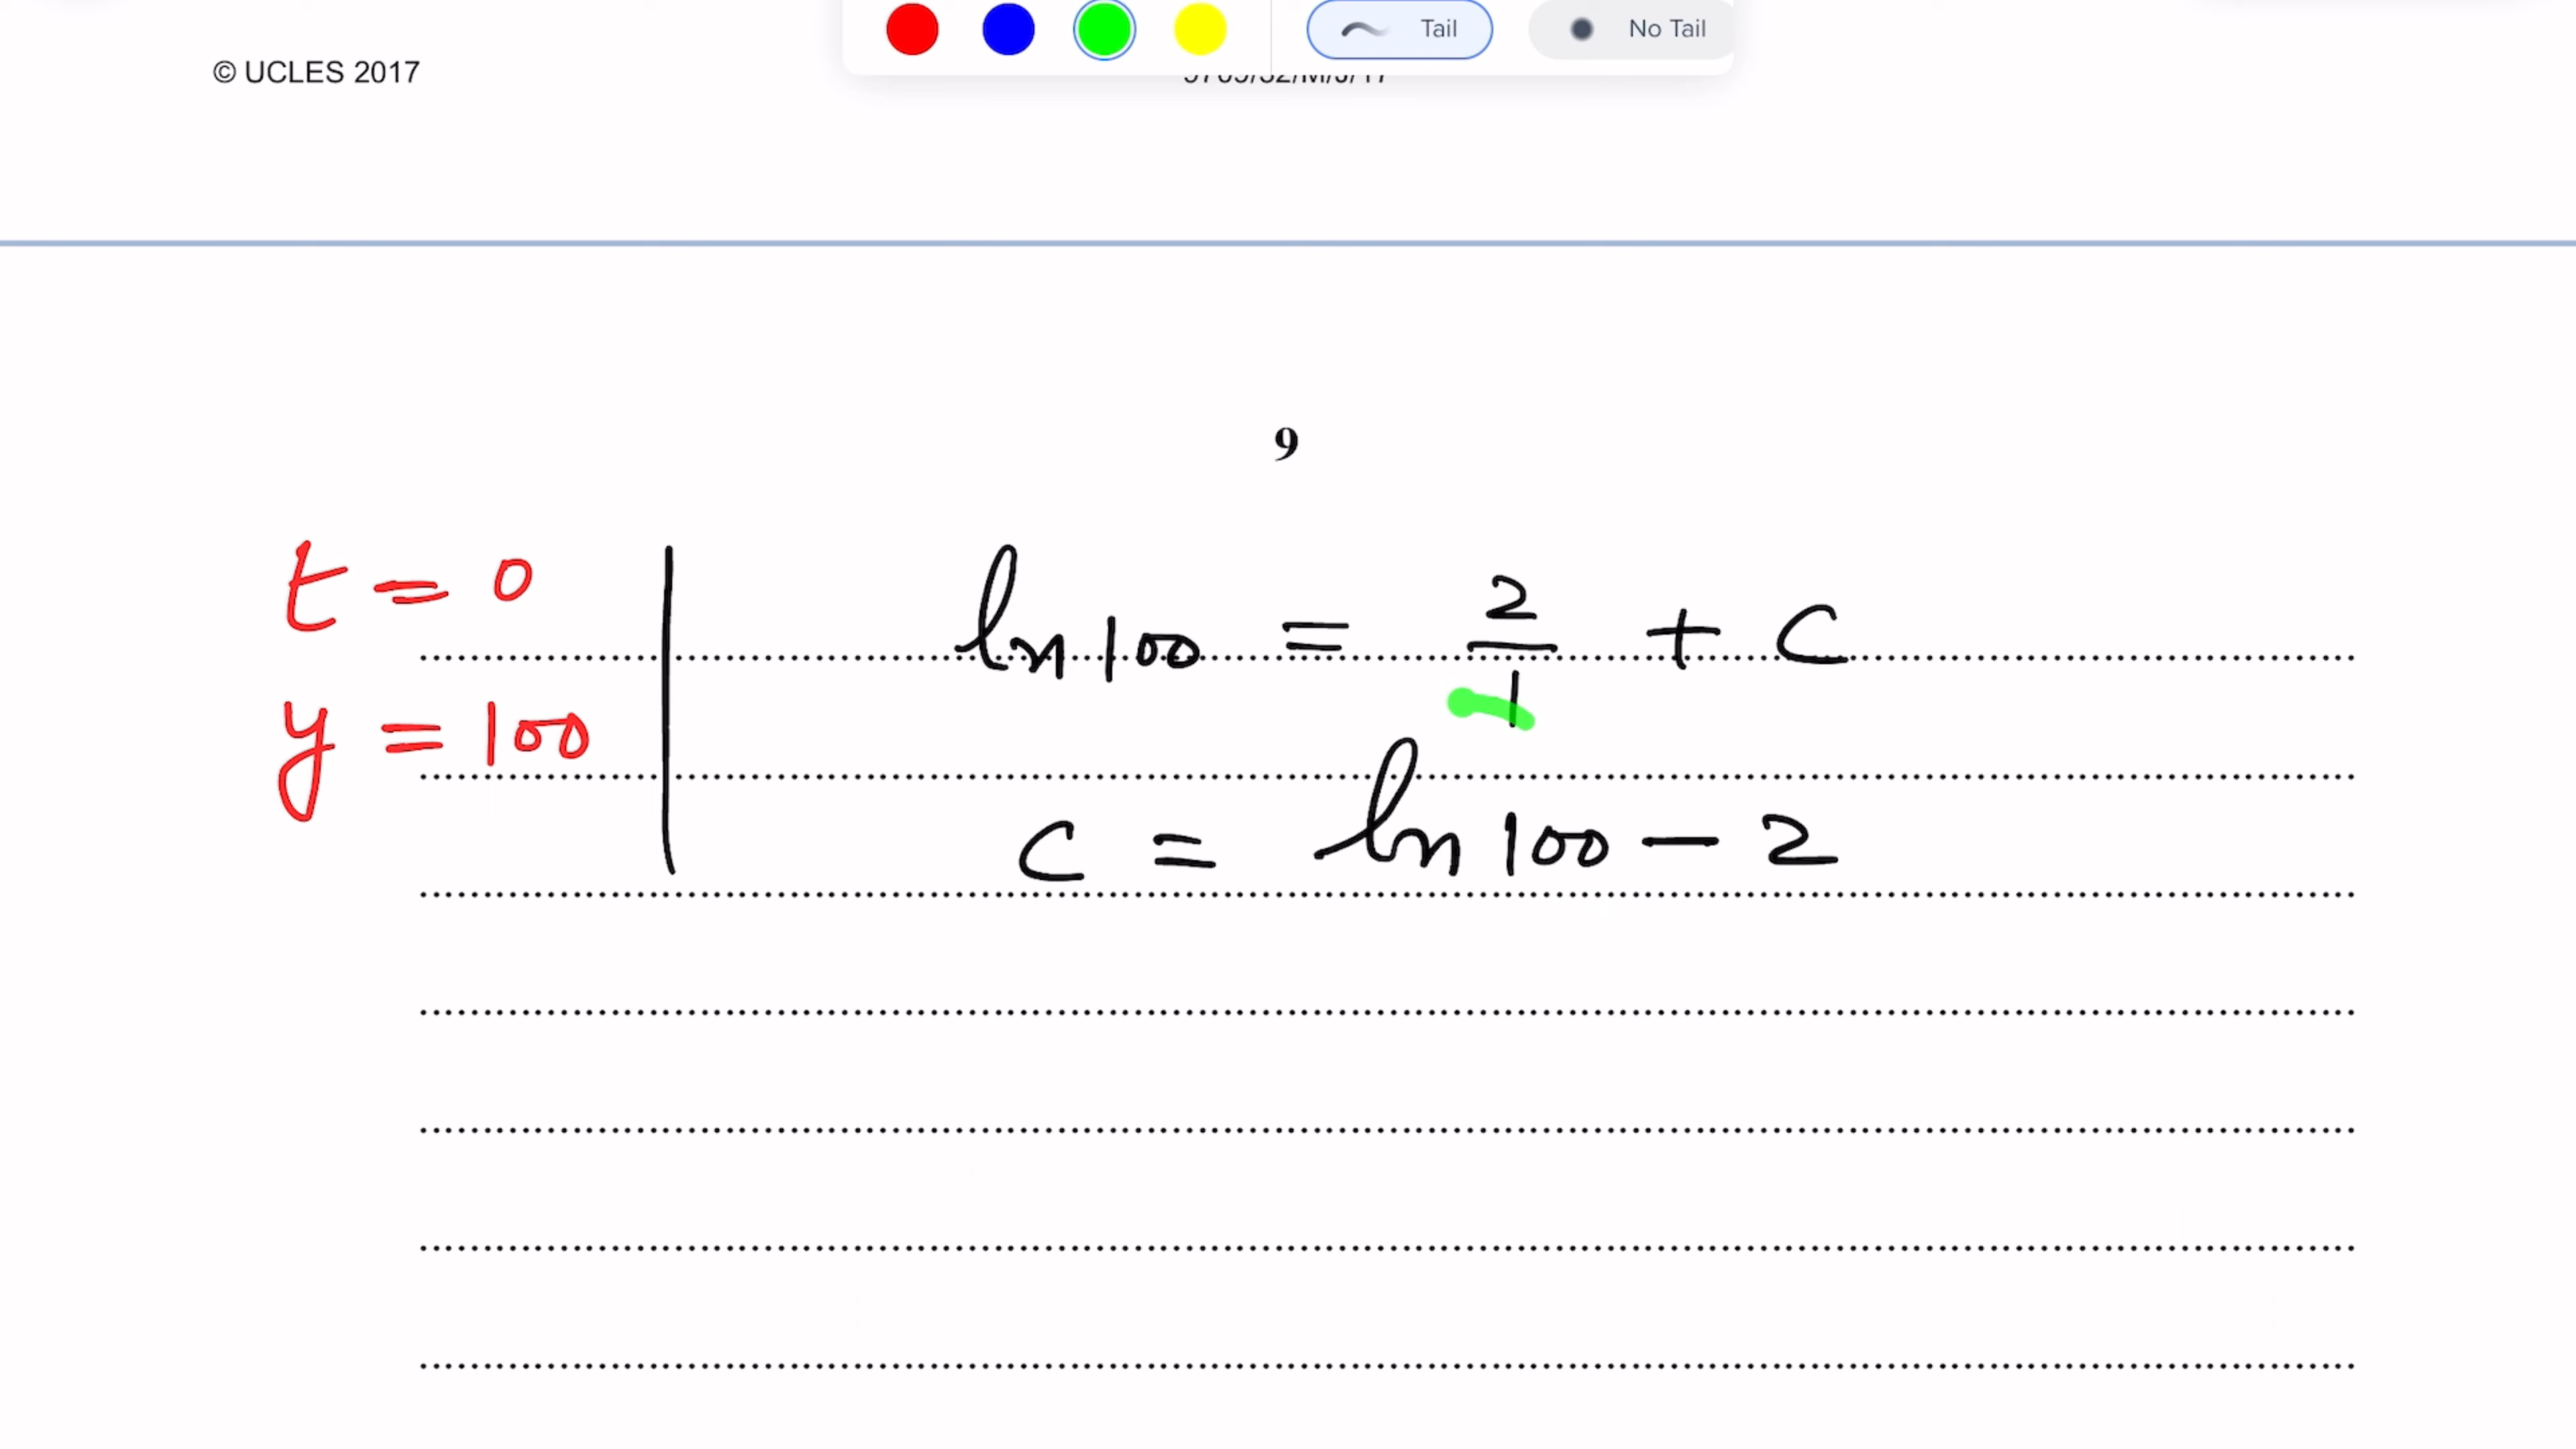 Tail No Tail
© UCLES 2017
9
t = 0
ln 100 = 2/1 + C
y = 100
C = ln 100 - 2